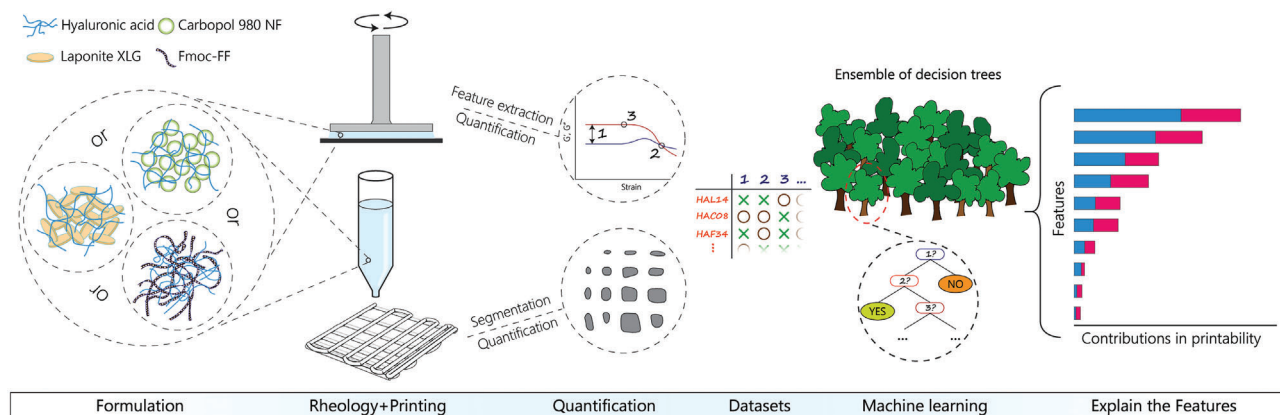 Hyaluronic acid
Carbopol 980 NF
Laponite XLG
Fmoc-FF
or
or
or
Feature extraction
Quantification
G', G''
1
3
2
Strain
Segmentation
Quantification
1 2 3 ...
HAL14
HAC08
HAF34
⋮
Ensemble of decision trees
1?
2?
NO
YES
3?
...
...
Features
Contributions in printability
Formulation
Rheology+Printing
Quantification
Datasets
Machine learning
Explain the Features